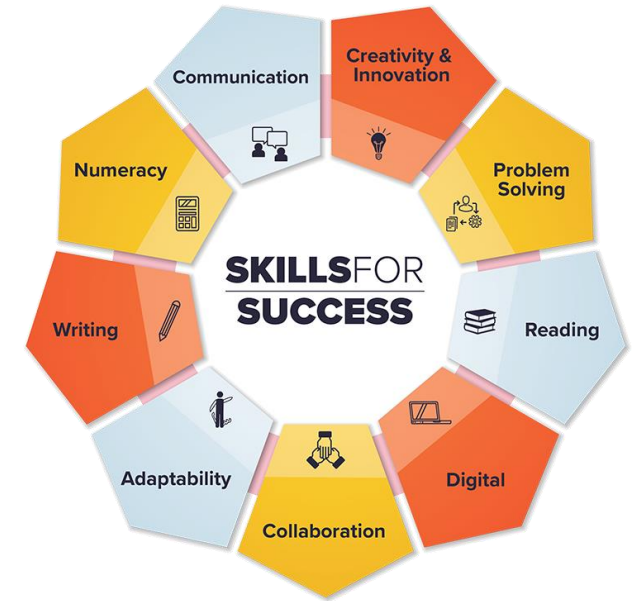 Communication
Creativity &
Innovation
Problem
Solving
Numeracy
SKILLSFOR
SUCCESS
Writing
Reading
Adaptability
Digital
Collaboration